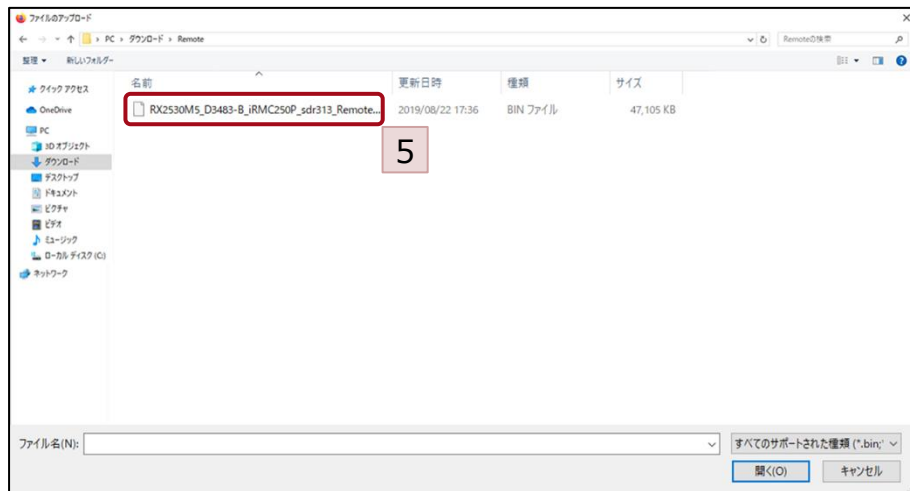 ファイルのアップロード
PC › ダウンロード › Remote
Remoteの検索
整理 ▾ 新しいフォルダー
名前 更新日時 種類 サイズ
RX2530M5_D3483-B_iRMC250P_sdr313_Remote... 2019/08/22 17:36 BIN ファイル 47,105 KB
5
クイック アクセス
OneDrive
PC
3D オブジェクト
ダウンロード
デスクトップ
ドキュメント
ピクチャ
ビデオ
ミュージック
ローカル ディスク (C:)
ネットワーク
ファイル名(N):
すべてのサポートされた種類 (*.bin;'
開く(O) キャンセル